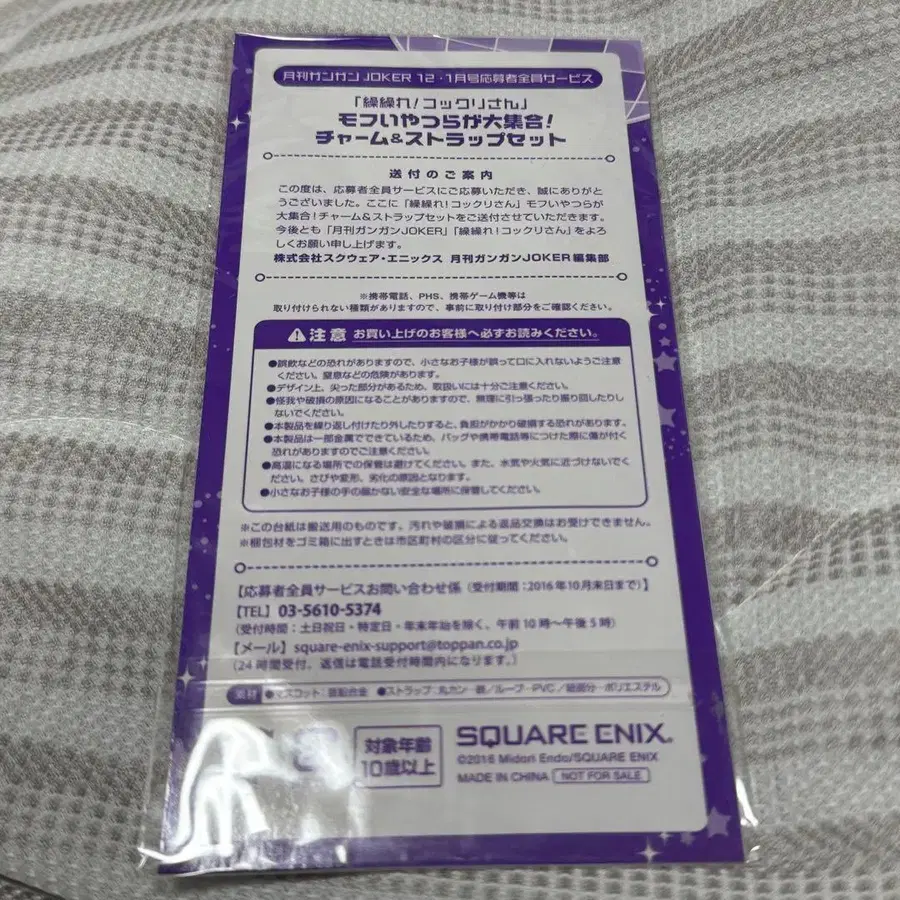 月刊ガンガンJOKER 12・1月号応募者全員サービス
「繰繰れ!コックリさん」
モフいやつらが大集合!
チャーム&ストラップセット
送付のご案内
この度は、応募者全員サービスにご応募いただき、誠にありがと
うございました。ここに「繰繰れ!コックリさん」モフいやつらが
大集合!チャーム&ストラップセットをご送付させていただきます。
今後とも「月刊ガンガンJOKER」「繰繰れ!コックリさん」をよろ
しくお願い申し上げます。
株式会社スクウェア・エニックス 月刊ガンガンJOKER編集部
※携帯電話、PHS、携帯ゲーム機等は
取り付けられない種類がありますので、事前に取り付け部分をご確認ください。
注意 お買い上げのお客様へ必ずお読みください。
●誤飲などの恐れがありますので、小さなお子様が誤って口に入れないようご注意
ください。窒息などの危険があります。
●デザイン上、尖った部分があるため、取扱いには十分ご注意ください。
●怪我や破損の原因になることがありますので、無理に引っ張ったり振り回したりし
ないでください。
●本製品を繰り返し付けたり外したりすると、負担がかかり破損する恐れがあります。
●本製品は一部金属でできているため、バッグや携帯電話等につけた際に傷が付く
恐れがありますのでご注意ください。
●高温になる場所での保管は避けてください。また、水気や火気に近づけないでく
ださい。さびや変形、劣化の原因となります。
●小さなお子様の手の届かない安全な場所に保管してください。
※この台紙は搬送用のものです。汚れや破損による返品交換はお受けできません。
※梱包材をゴミ箱に出すときは市区町村の区分に従ってください。
【応募者全員サービスお問い合わせ係(受付期間:2016年10月末日まで)】
【TEL】03-5610-5374
(受付時間:土日祝日・特定日・年末年始を除く、午前10時〜午後5時)
【メール】square-enix-support@toppan.co.jp
(24時間受付。返信は電話受付時間内になります。)
素材 ●マスコット:亜鉛合金 ●ストラップ:丸カン—鉄/ループ—PVC/紐部分—ポリエステル
対象年齢
10歳以上
SQUARE ENIX.
©2016 Midori Endo/SQUARE ENIX
MADE IN CHINA NOT FOR SALE